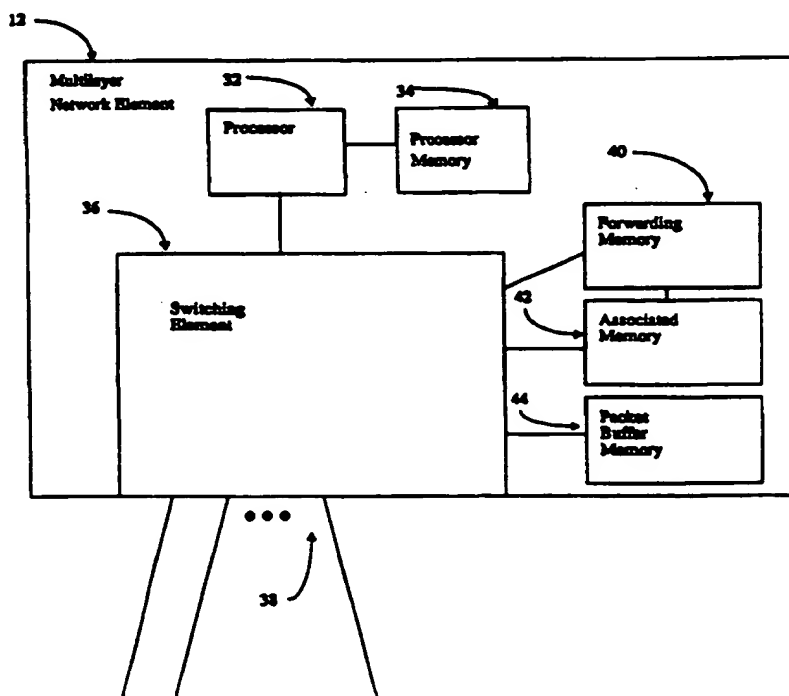 12
Multilayer
Network Element
32
Processor
34
Processor
Memory
40
Forwarding
Memory
36
Switching
Element
42
Associated
Memory
44
Packet
Buffer
Memory
38